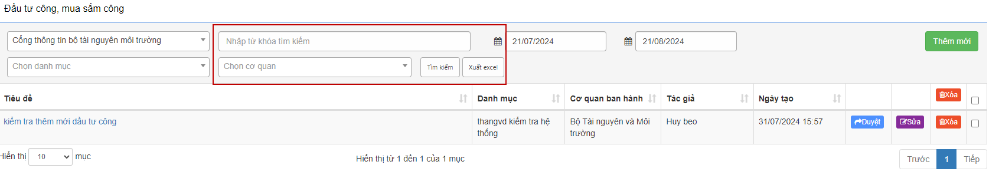 Đầu tư công, mua sắm công
Cổng thông tin bộ tài nguyên môi trường
Nhập từ khóa tìm kiếm
21/07/2024
21/08/2024
Thêm mới
Chọn danh mục
Chọn cơ quan
Tìm kiếm
Xuất excel
Tiêu đề
Danh mục
Cơ quan ban hành
Tác giả
Ngày tạo
Xóa
kiểm tra thêm mới dầu tư công
thangvd kiểm tra hệ
thống
Bộ Tài nguyên và Môi
trường
Huy beo
31/07/2024 15:57
Duyệt
Sửa
Xóa
Hiển thị 10 mục
Hiển thị từ 1 đến 1 của 1 mục
Trước 1 Tiếp